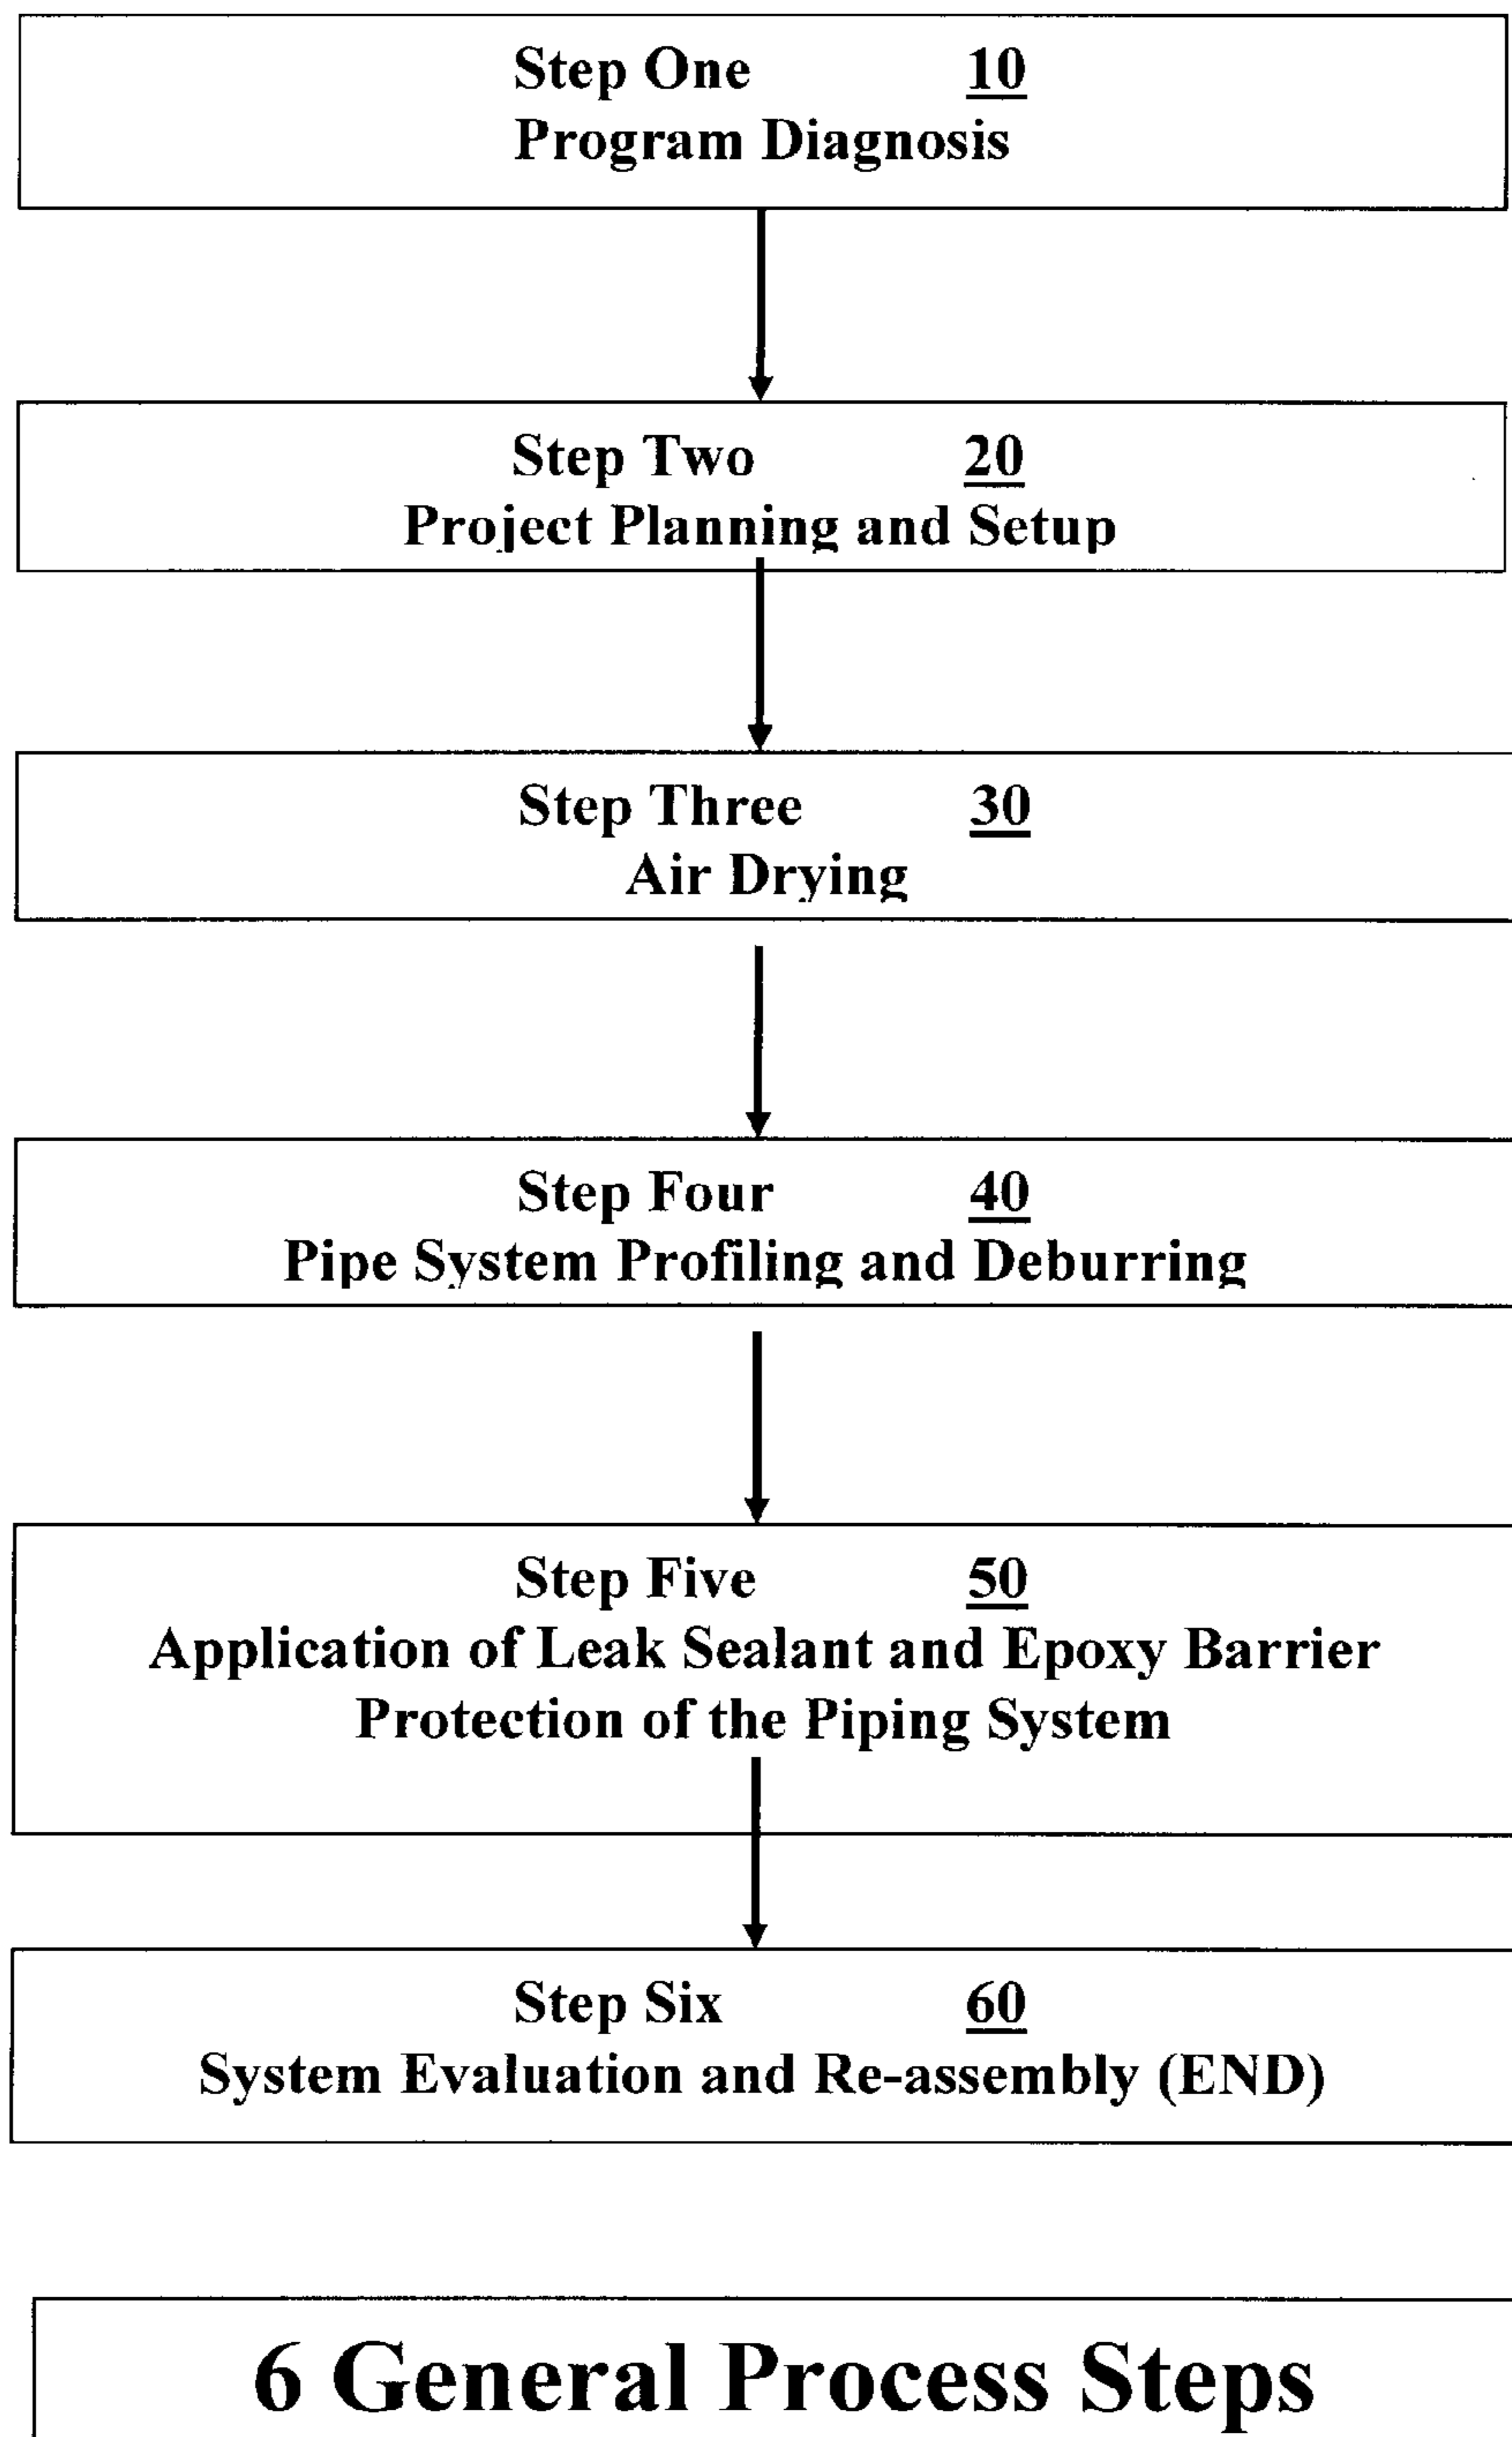 Step One 10
Program Diagnosis
Step Two 20
Project Planning and Setup
Step Three 30
Air Drying
Step Four 40
Pipe System Profiling and Deburring
Step Five 50
Application of Leak Sealant and Epoxy Barrier
Protection of the Piping System
Step Six 60
System Evaluation and Re-assembly (END)
6 General Process Steps